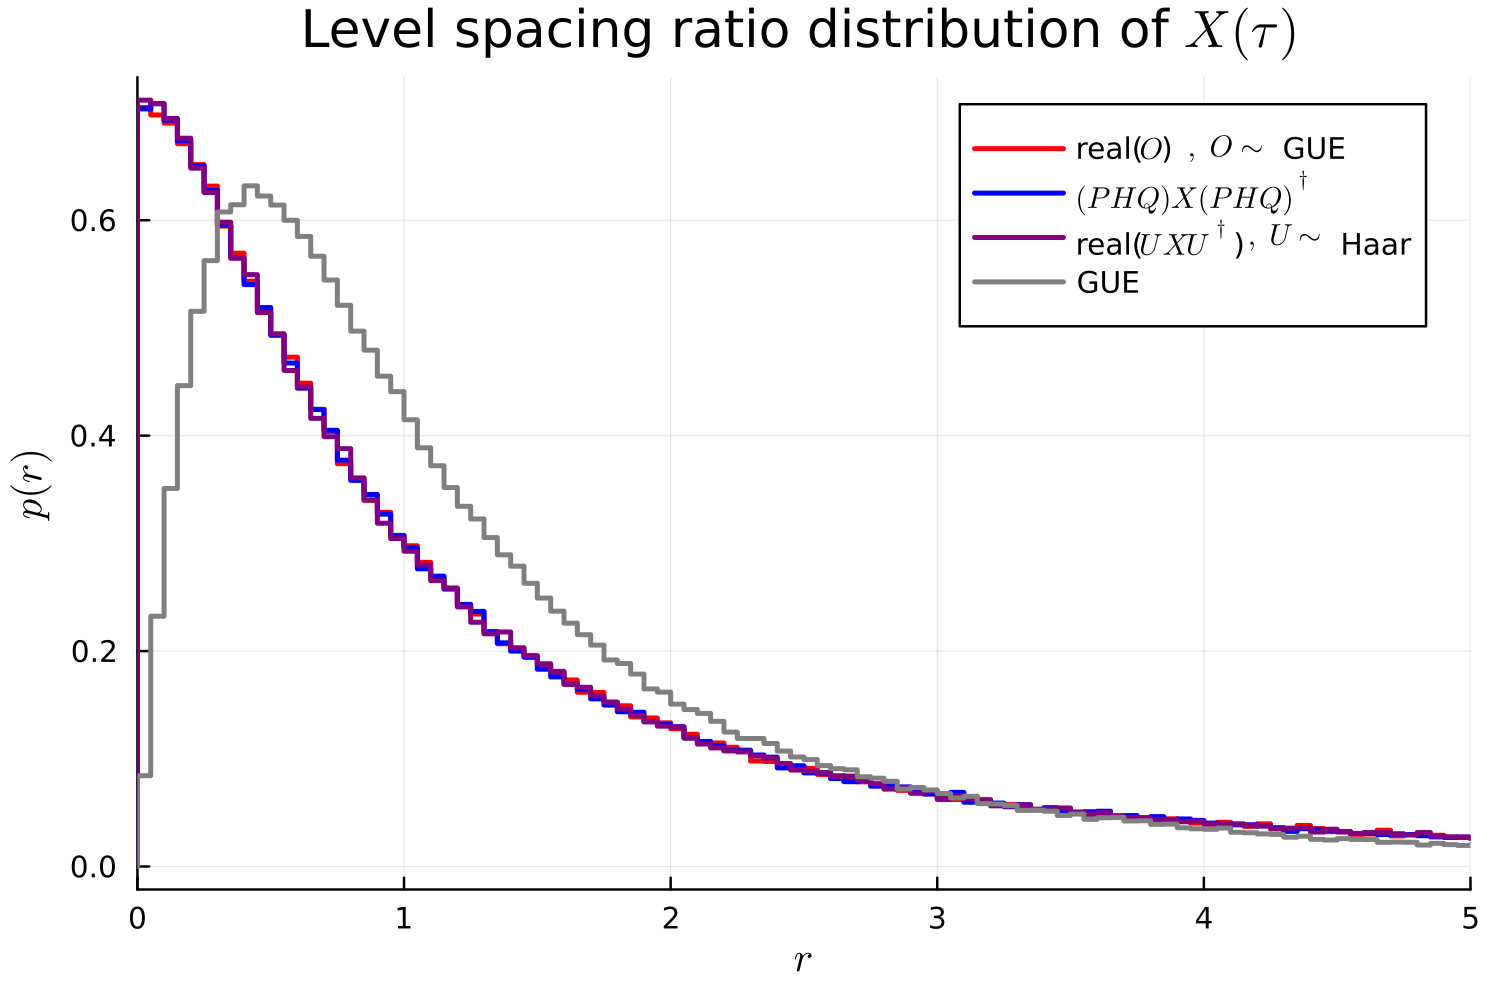 Level spacing ratio distribution of X(τ)
real(O) , O ∼ GUE
(PHQ)X(PHQ)†
real(UXU†), U ∼ Haar
GUE
0.6
0.4
0.2
0.0
p(r)
0 1 2 3 4 5
r